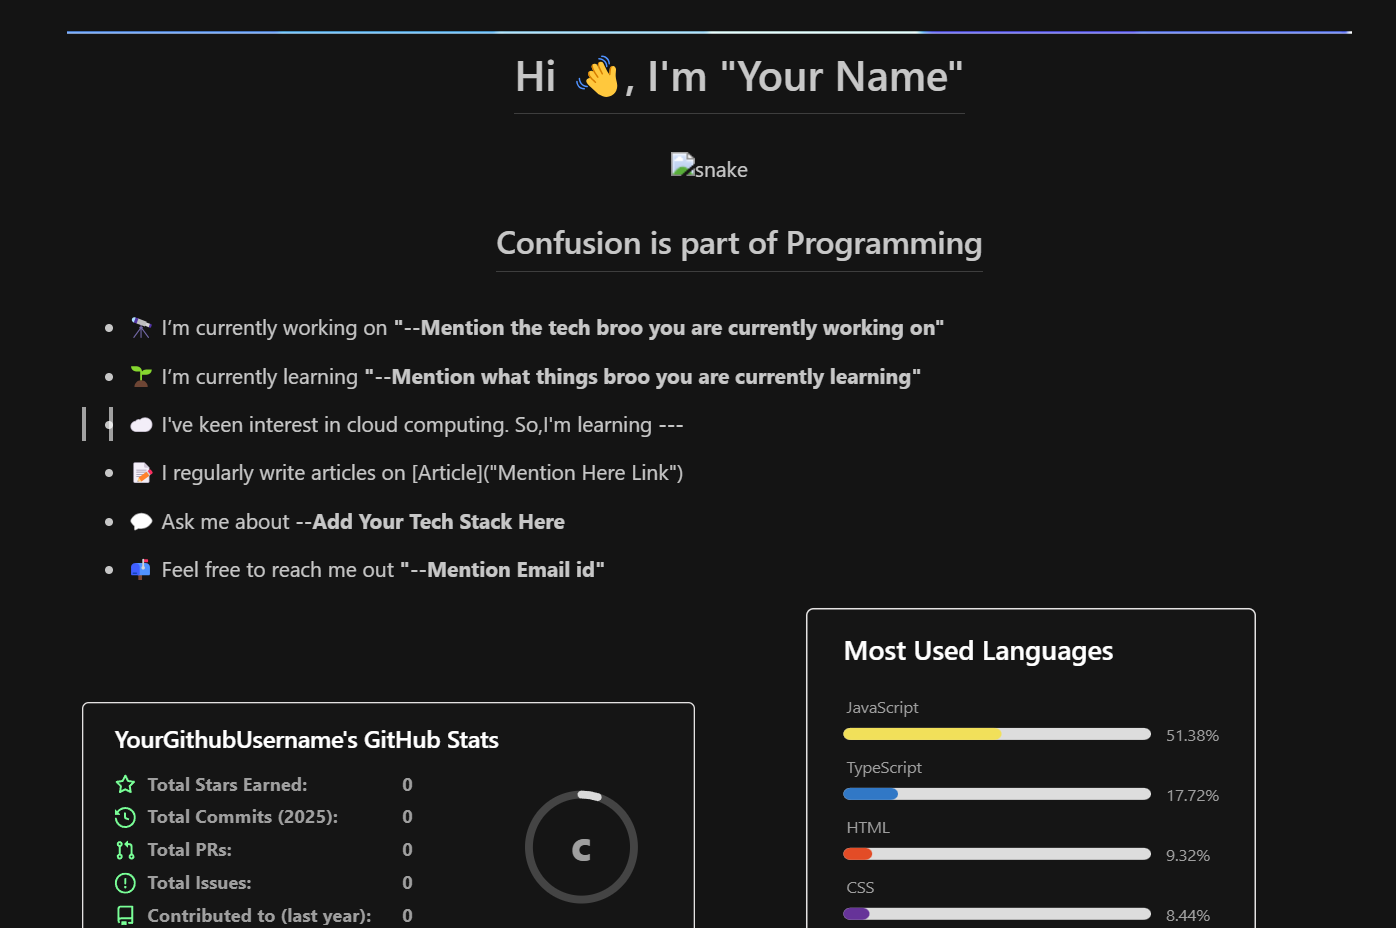 Hi 👋, I'm "Your Name"
snake
Confusion is part of Programming
🔭 I’m currently working on "--Mention the tech broo you are currently working on"
🌱 I’m currently learning "--Mention what things broo you are currently learning"
☁️ I've keen interest in cloud computing. So,I'm learning ---
📝 I regularly write articles on [Article]("Mention Here Link")
💬 Ask me about --Add Your Tech Stack Here
📫 Feel free to reach me out "--Mention Email id"
YourGithubUsername's GitHub Stats
Total Stars Earned: 0
Total Commits (2025): 0
Total PRs: 0
Total Issues: 0
Contributed to (last year): 0
C
Most Used Languages
JavaScript
51.38%
TypeScript
17.72%
HTML
9.32%
CSS
8.44%